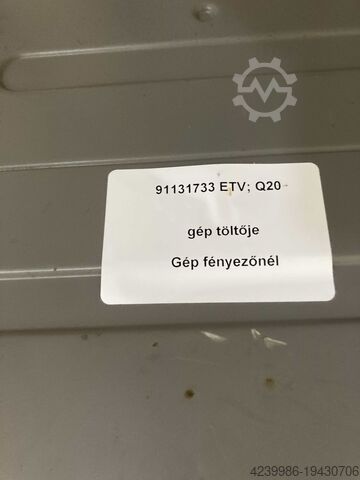 91131733 ETV; Q20
gép töltője
Gép fényezőnél
4239986-19430706